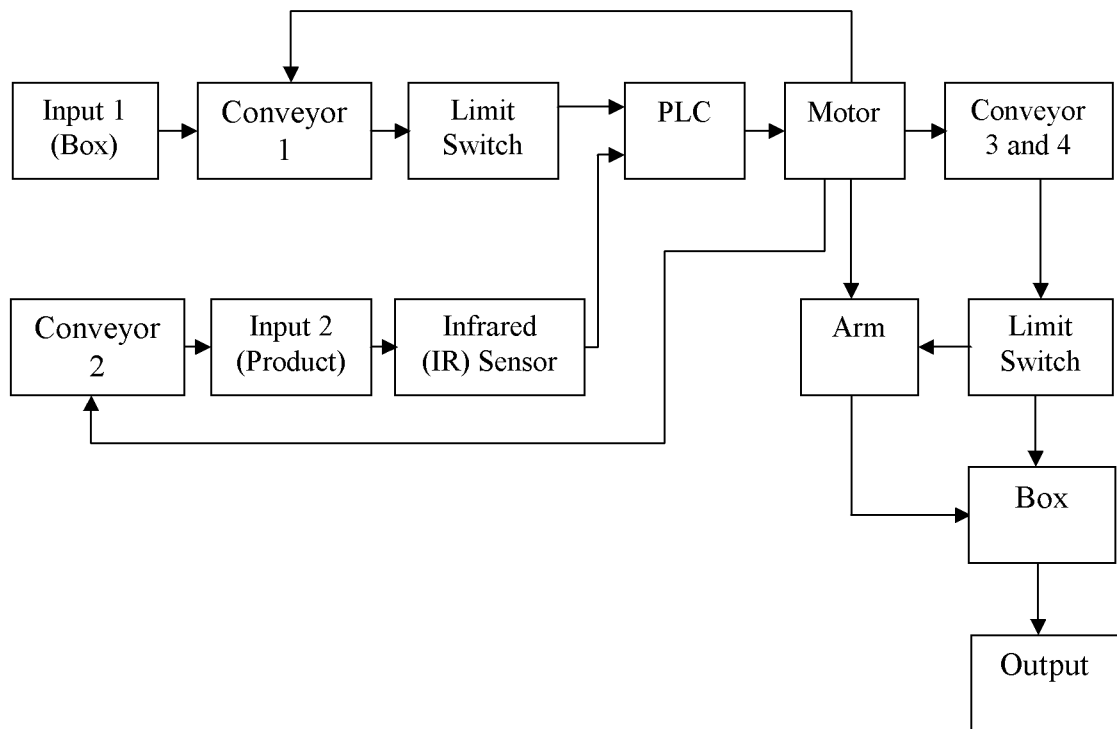 Input 1
(Box)
Conveyor
1
Limit
Switch
PLC
Motor
Conveyor
3 and 4
Conveyor
2
Input 2
(Product)
Infrared
(IR) Sensor
Arm
Limit
Switch
Box
Output